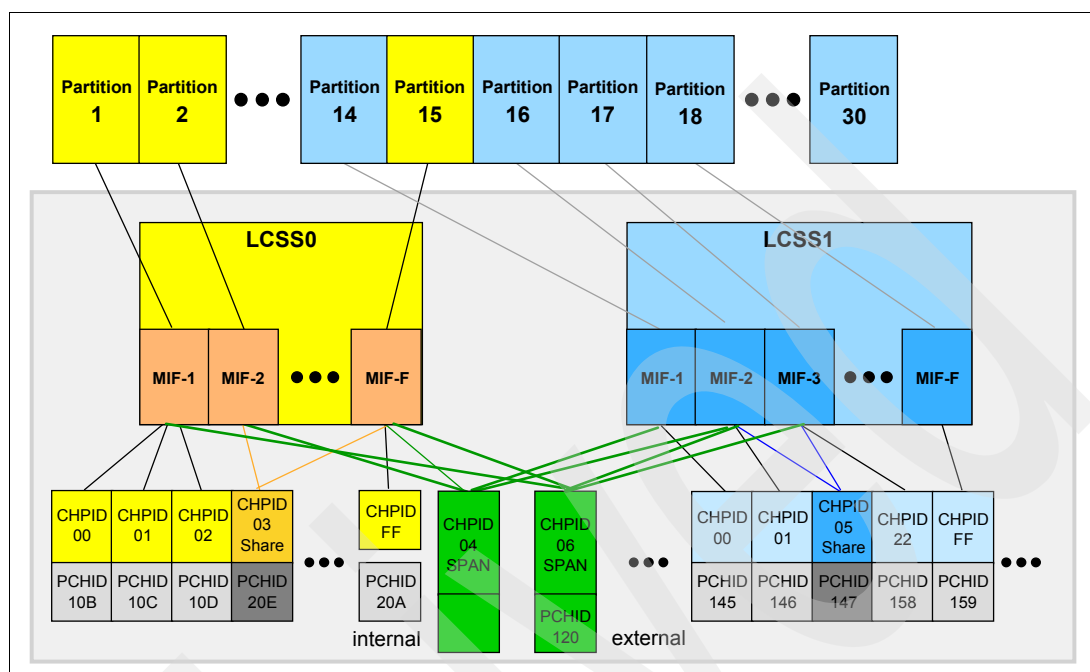 Partition
1
Partition
2
Partition
14
Partition
15
Partition
16
Partition
17
Partition
18
Partition
30
LCSS0
LCSS1
MIF-1
MIF-2
MIF-F
MIF-1
MIF-2
MIF-3
MIF-F
CHPID
00
CHPID
01
CHPID
02
CHPID
03
Share
CHPID
FF
CHPID
04
SPAN
CHPID
06
SPAN
CHPID
00
CHPID
01
CHPID
05
Share
CHPID
22
CHPID
FF
PCHID
10B
PCHID
10C
PCHID
10D
PCHID
20E
PCHID
20A
PCHID
120
PCHID
145
PCHID
146
PCHID
147
PCHID
158
PCHID
159
internal
external